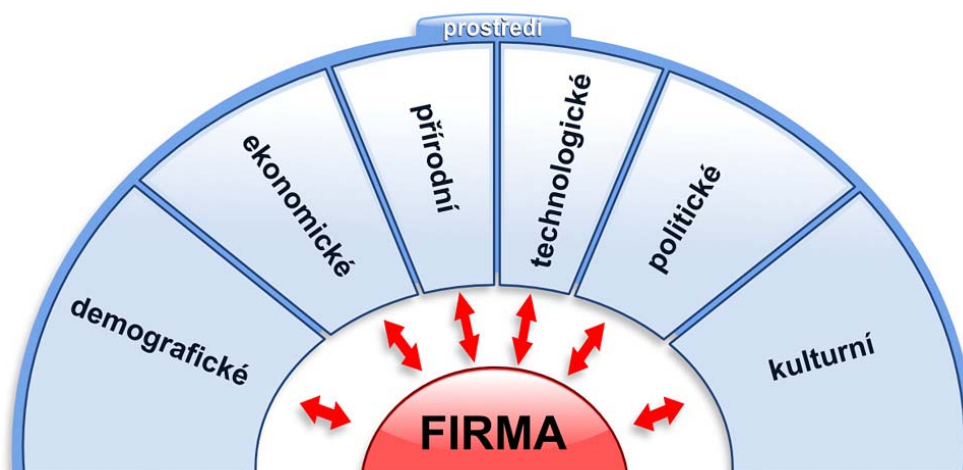 prostředí
demografické
ekonomické
přírodní
technologické
politické
kulturní
FIRMA